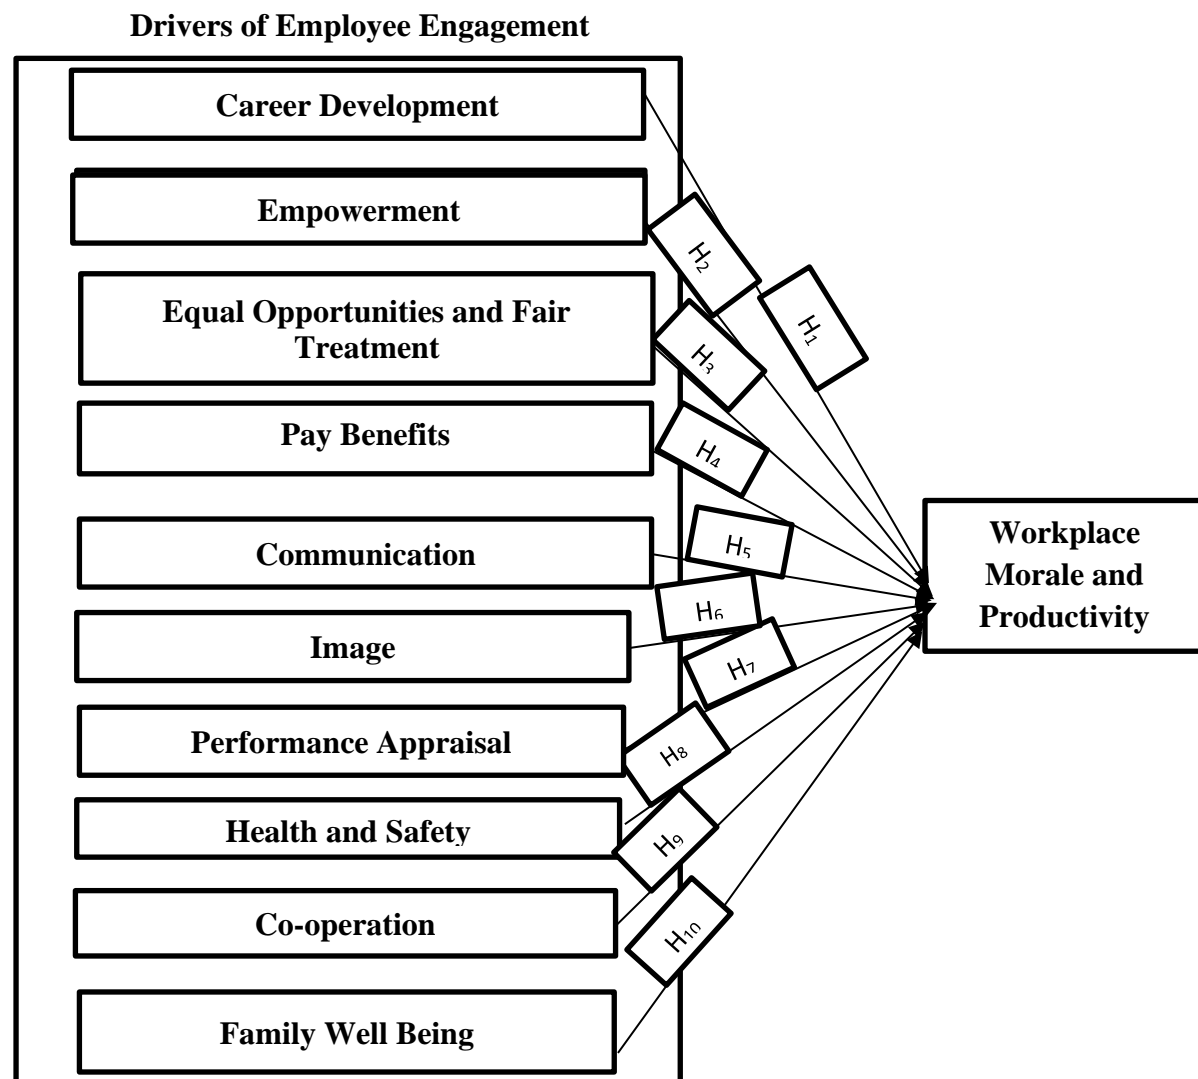 Drivers of Employee Engagement
Career Development
Empowerment
Equal Opportunities and Fair
Treatment
Pay Benefits
Communication
Image
Performance Appraisal
Health and Safety
Co-operation
Family Well Being
H₁
H₂
H₃
H₄
H₅
H₆
H₇
H₈
H₉
H₁₀
Workplace
Morale and
Productivity